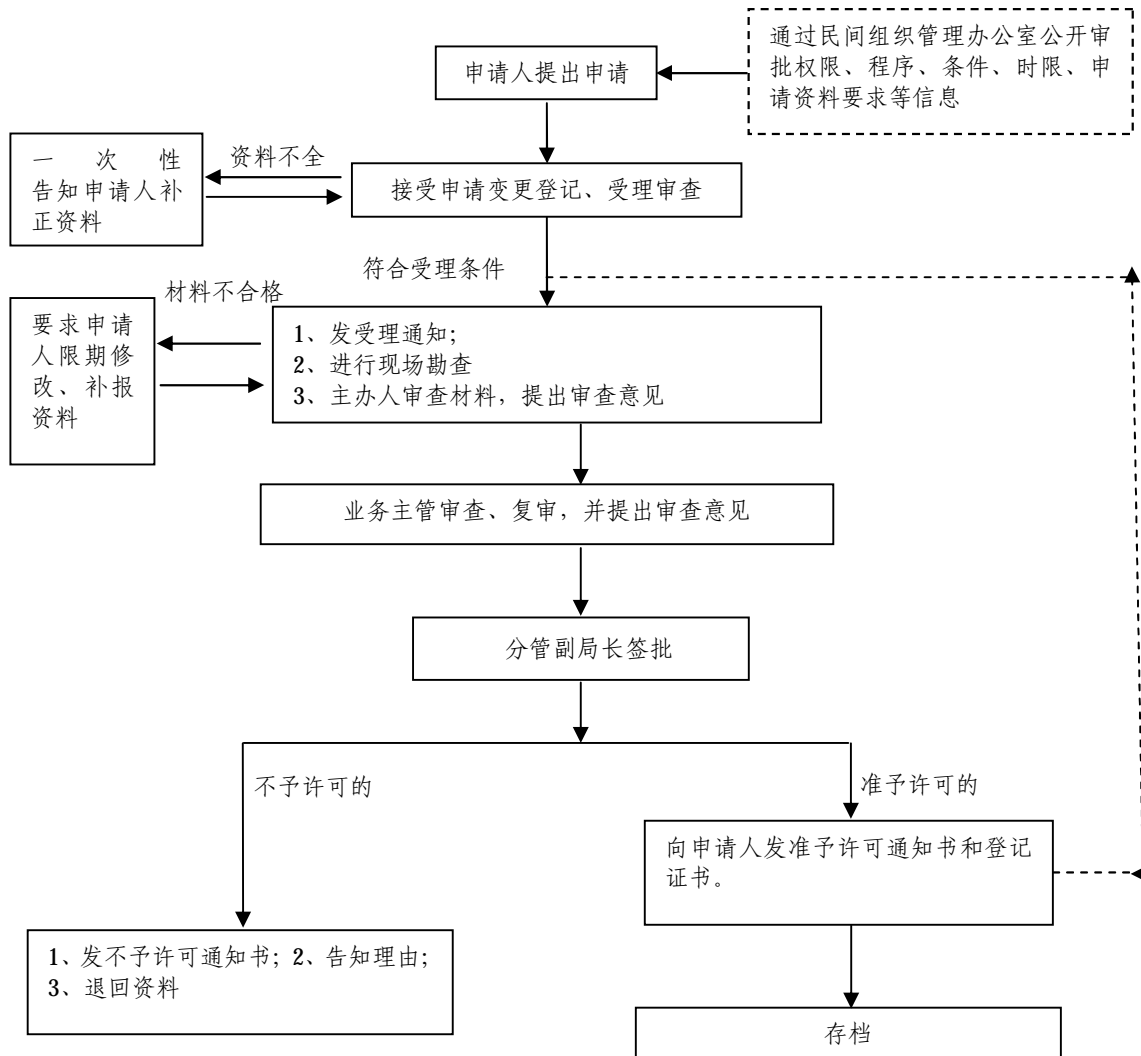 通过民间组织管理办公室公开审
批权限、程序、条件、时限、申
请资料要求等信息
申请人提出申请
一次性
告知申请人补
正资料
资料不全
接受申请变更登记、受理审查
符合受理条件
材料不合格
要求申请
人限期修
改、补报
资料
1、发受理通知;
2、进行现场勘查
3、主办人审查材料,提出审查意见
业务主管审查、复审,并提出审查意见
分管副局长签批
不予许可的
准予许可的
向申请人发准予许可通知书和登记
证书。
1、发不予许可通知书; 2、告知理由;
3、退回资料
存档